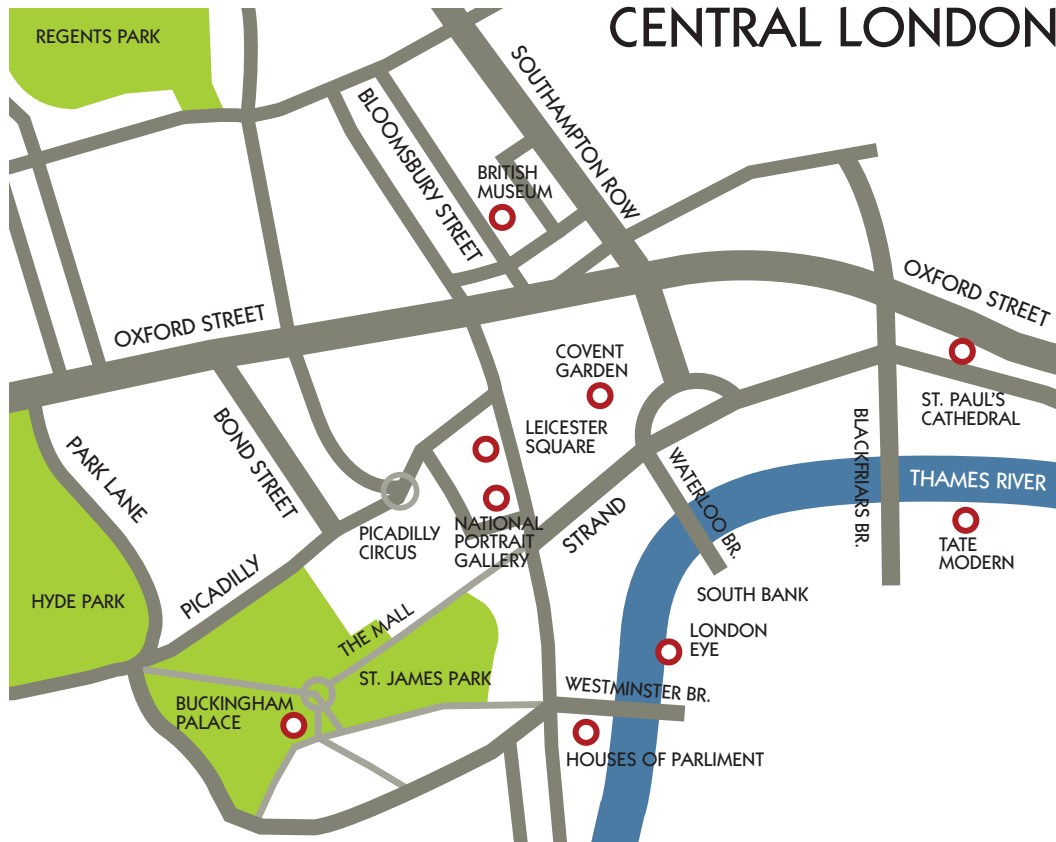 CENTRAL LONDON
REGENTS PARK
SOUTHAMPTON ROW
BLOOMSBURY STREET
BRITISH
MUSEUM
OXFORD STREET
OXFORD STREET
COVENT
GARDEN
ST. PAUL'S
CATHEDRAL
PARK LANE
BOND STREET
LEICESTER
SQUARE
BLACKFRIARS BR.
WATERLOO BR.
THAMES RIVER
PICADILLY
CIRCUS
NATIONAL
PORTRAIT
GALLERY
STRAND
TATE
MODERN
HYDE PARK
PICADILLY
SOUTH BANK
THE MALL
LONDON
EYE
ST. JAMES PARK
WESTMINSTER BR.
BUCKINGHAM
PALACE
HOUSES OF PARLIMENT